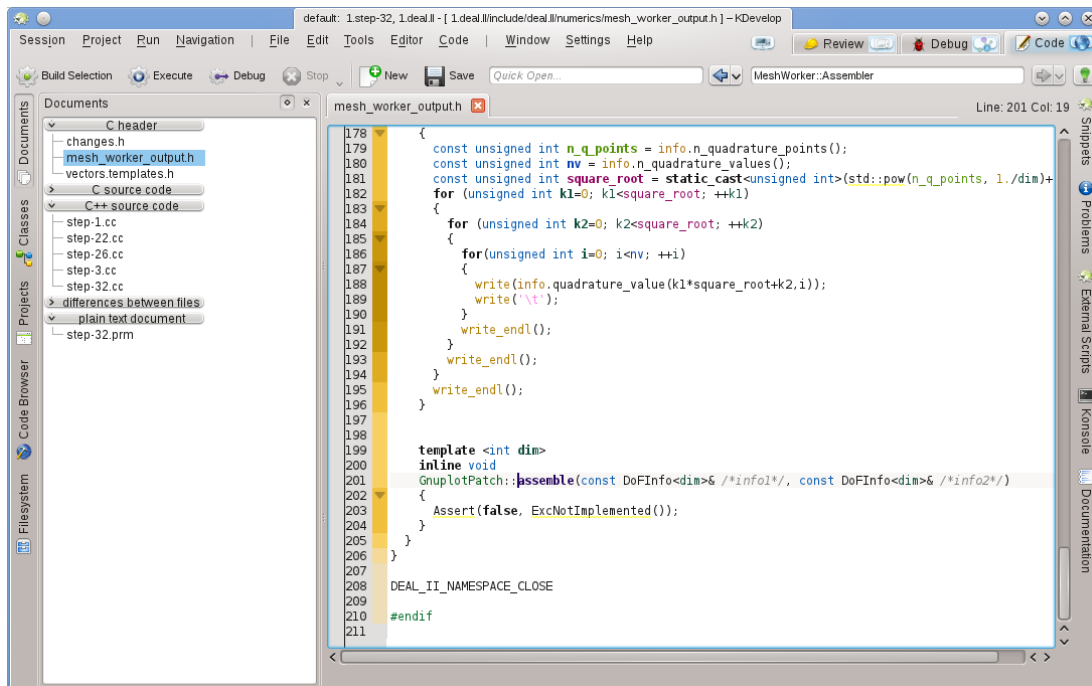 default: 1.step-32, 1.deal.II - [ 1.deal.II/include/deal.II/numerics/mesh_worker_output.h ] – KDevelop
Session Project Run Navigation | File Edit Tools Editor Code | Window Settings Help Review Debug Code
Build Selection Execute Debug Stop New Save Quick Open... MeshWorker::Assembler
Documents
mesh_worker_output.h
Line: 201 Col: 19
C header
changes.h
mesh_worker_output.h
vectors.templates.h
C source code
C++ source code
step-1.cc
step-22.cc
step-26.cc
step-3.cc
step-32.cc
differences between files
plain text document
step-32.prm
Documents
Classes
Projects
Code Browser
Filesystem
178 {
179 const unsigned int n_q_points = info.n_quadrature_points();
180 const unsigned int nv = info.n_quadrature_values();
181 const unsigned int square_root = static_cast<unsigned int>(std::pow(n_q_points, 1./dim)+
182 for (unsigned int k1=0; k1<square_root; ++k1)
183 {
184 for (unsigned int k2=0; k2<square_root; ++k2)
185 {
186 for(unsigned int i=0; i<nv; ++i)
187 {
188 write(info.quadrature_value(k1*square_root+k2,i));
189 write('\t');
190 }
191 write_endl();
192 }
193 write_endl();
194 }
195 write_endl();
196 }
197
198
199 template <int dim>
200 inline void
201 GnuplotPatch::assemble(const DoFInfo<dim>& /*info1*/, const DoFInfo<dim>& /*info2*/)
202 {
203 Assert(false, ExcNotImplemented());
204 }
205 }
206 }
207
208 DEAL_II_NAMESPACE_CLOSE
209
210 #endif
211
Snippets
Problems
External Scripts
Konsole
Documentation